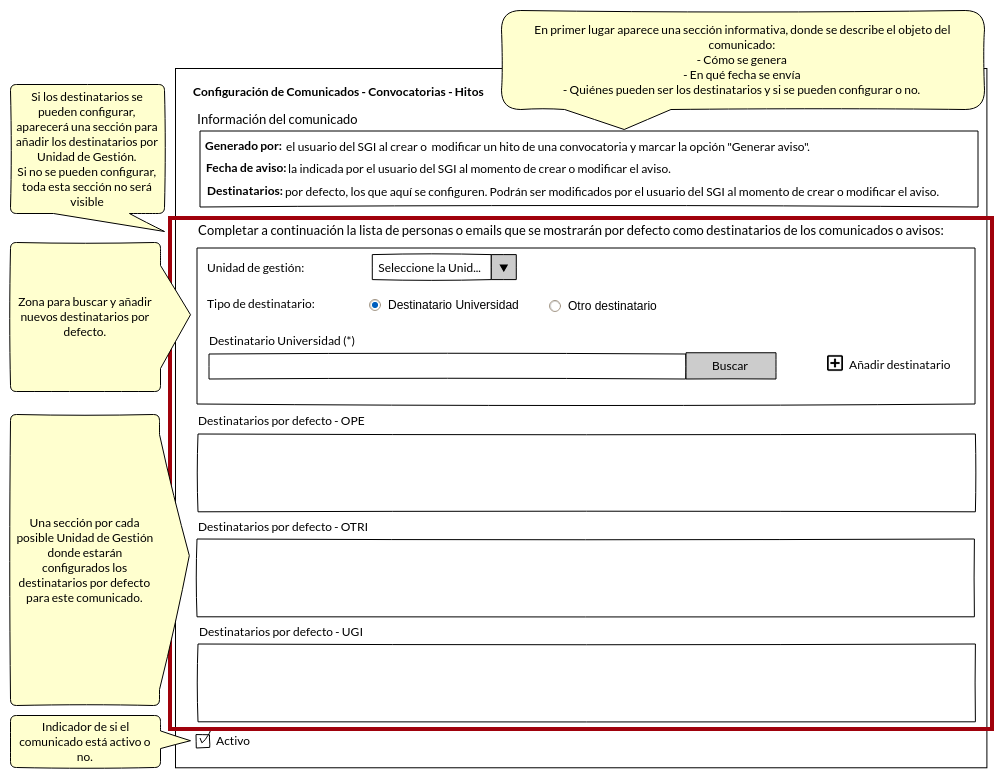 En primer lugar aparece una sección informativa, donde se describe el objeto del
comunicado:
- Cómo se genera
- En qué fecha se envía
- Quiénes pueden ser los destinatarios y si se pueden configurar o no.
Si los destinatarios se
pueden configurar,
aparecerá una sección para
añadir los destinatarios por
Unidad de Gestión.
Si no se pueden configurar,
toda esta sección no será
visible
Configuración de Comunicados - Convocatorias - Hitos
Información del comunicado
Generado por: el usuario del SGI al crear o modificar un hito de una convocatoria y marcar la opción "Generar aviso".
Fecha de aviso: la indicada por el usuario del SGI al momento de crear o modificar el aviso.
Destinatarios: por defecto, los que aquí se configuren. Podrán ser modificados por el usuario del SGI al momento de crear o modificar el aviso.
Completar a continuación la lista de personas o emails que se mostrarán por defecto como destinatarios de los comunicados o avisos:
Zona para buscar y añadir
nuevos destinatarios por
defecto.
Unidad de gestión: Seleccione la Unid... ▼
Tipo de destinatario: Destinatario Universidad Otro destinatario
Destinatario Universidad (*)
Buscar Añadir destinatario
Destinatarios por defecto - OPE
Una sección por cada
posible Unidad de Gestión
donde estarán
configurados los
destinatarios por defecto
para este comunicado.
Destinatarios por defecto - OTRI
Destinatarios por defecto - UGI
Indicador de si el
comunicado está activo o
no.
Activo